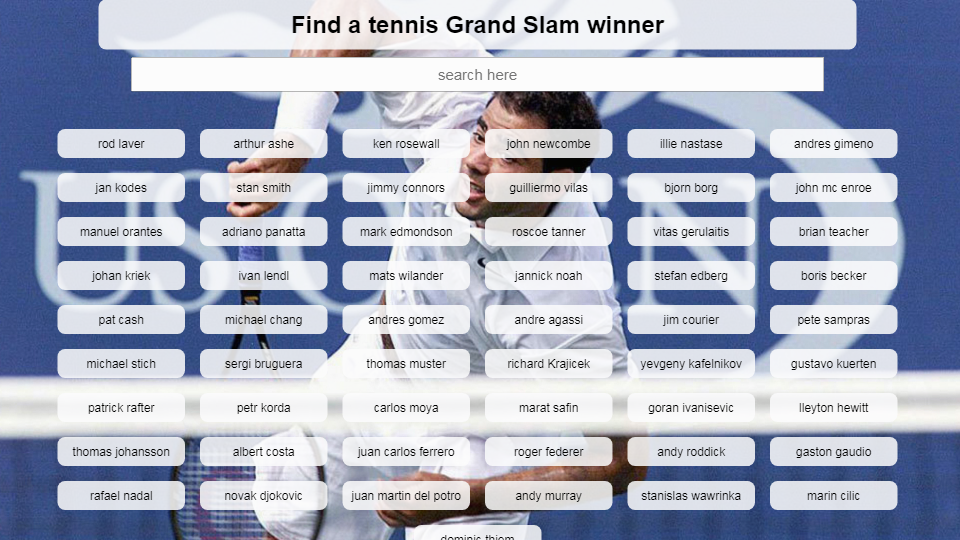 Find a tennis Grand Slam winner
search here
rod laver arthur ashe ken rosewall john newcombe illie nastase andres gimeno
jan kodes stan smith jimmy connors guilliermo vilas bjorn borg john mc enroe
manuel orantes adriano panatta mark edmondson roscoe tanner vitas gerulaitis brian teacher
johan kriek ivan lendl mats wilander jannick noah stefan edberg boris becker
pat cash michael chang andres gomez andre agassi jim courier pete sampras
michael stich sergi bruguera thomas muster richard Krajicek yevgeny kafelnikov gustavo kuerten
patrick rafter petr korda carlos moya marat safin goran ivanisevic lleyton hewitt
thomas johansson albert costa juan carlos ferrero roger federer andy roddick gaston gaudio
rafael nadal novak djokovic juan martin del potro andy murray stanislas wawrinka marin cilic
dominic thiem
US OPEN